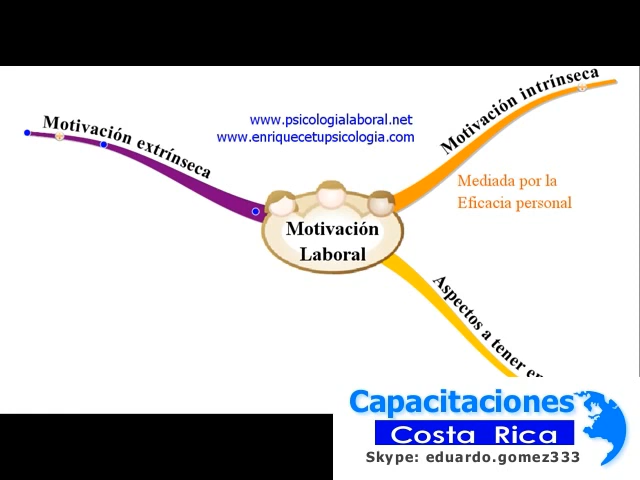 Motivación extrínseca
www.psicologialaboral.net
www.enriquecetupsicologia.com
Motivación intrínseca
Mediada por la
Eficacia personal
Motivación
Laboral
Aspectos a tener
Capacitaciones
Costa Rica
Skype: eduardo.gomez333